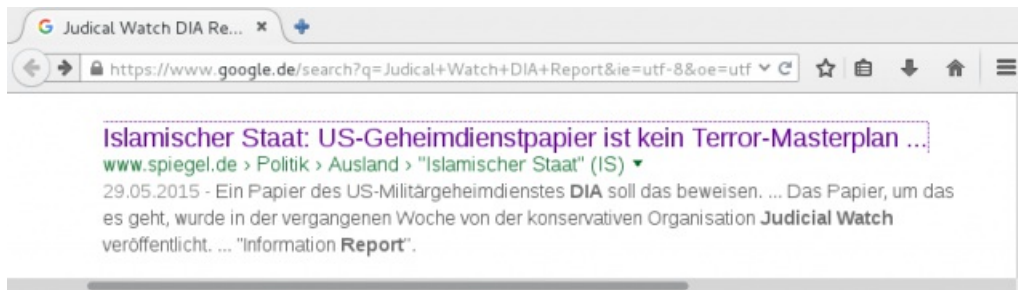 Judical Watch DIA Re...
https://www.google.de/search?q=Judical+Watch+DIA+Report&ie=utf-8&oe=utf
Islamischer Staat: US-Geheimdienstpapier ist kein Terror-Masterplan ...
www.spiegel.de › Politik › Ausland › "Islamischer Staat" (IS)
29.05.2015 - Ein Papier des US-Militärgeheimdienstes DIA soll das beweisen. ... Das Papier, um das
es geht, wurde in der vergangenen Woche von der konservativen Organisation Judicial Watch
veröffentlicht. ... "Information Report".